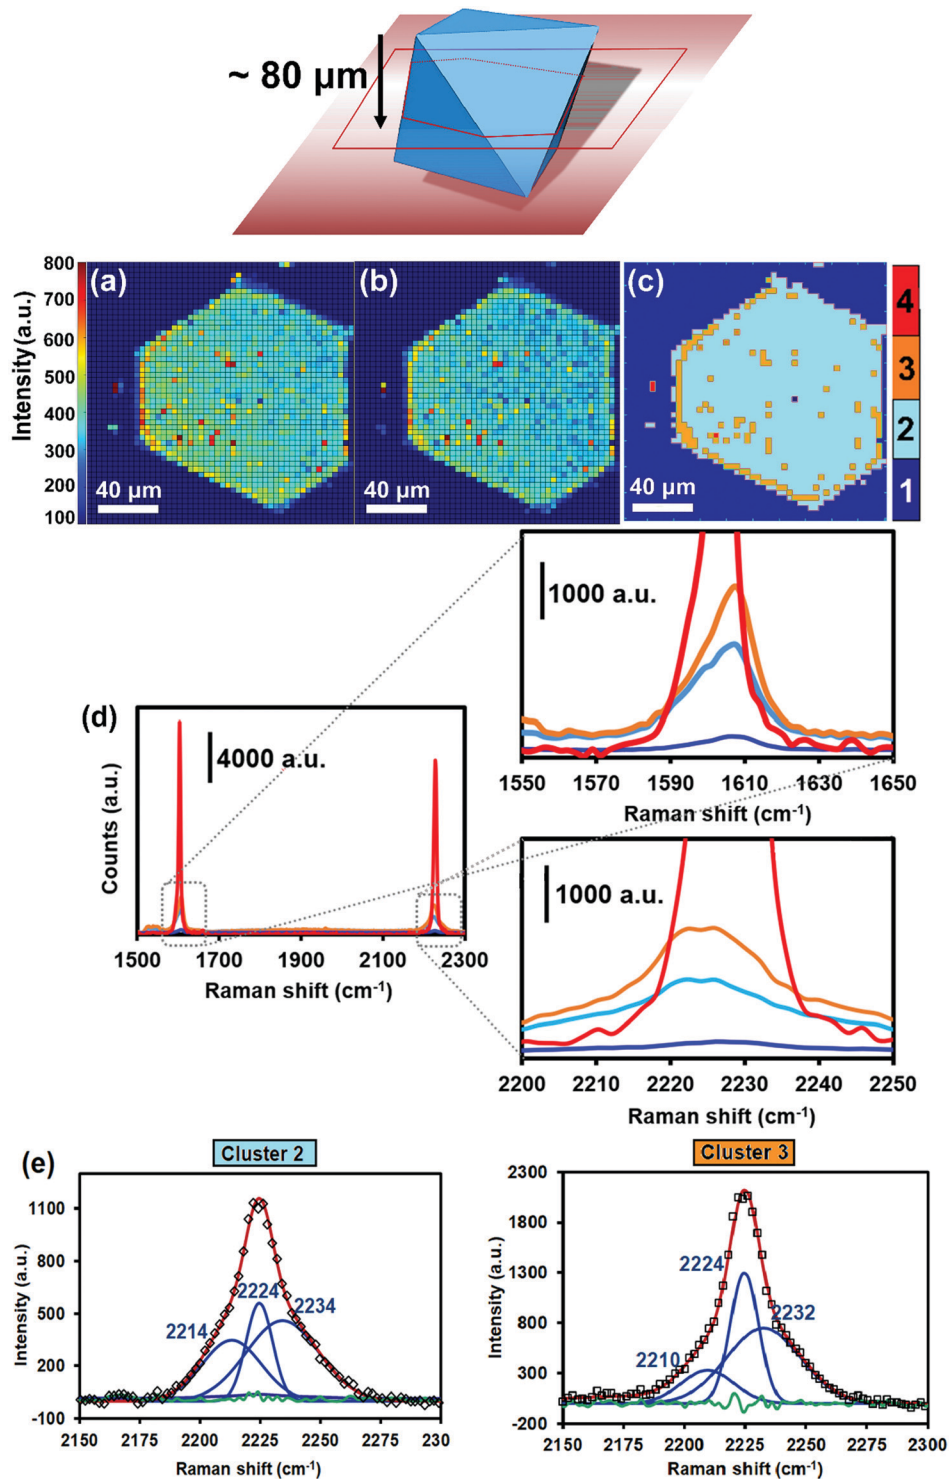 ~ 80 µm
(a)
(b)
(c)
Intensity (a.u.)
800
700
600
500
400
300
200
100
40 µm
40 µm
40 µm
4
3
2
1
1000 a.u.
1550 1570 1590 1610 1630 1650
Raman shift (cm-1)
(d)
4000 a.u.
Counts (a.u.)
1500 1700 1900 2100 2300
Raman shift (cm-1)
1000 a.u.
2200 2210 2220 2230 2240 2250
Raman shift (cm-1)
(e)
Cluster 2
Intensity (a.u.)
1100
800
500
200
-100
2214
2224
2234
2150 2175 2200 2225 2250 2275 230
Raman shift (cm-1)
Cluster 3
Intensity (a.u.)
2300
1800
1300
800
300
-200
2224
2232
2210
2150 2175 2200 2225 2250 2275 2300
Raman shift (cm-1)